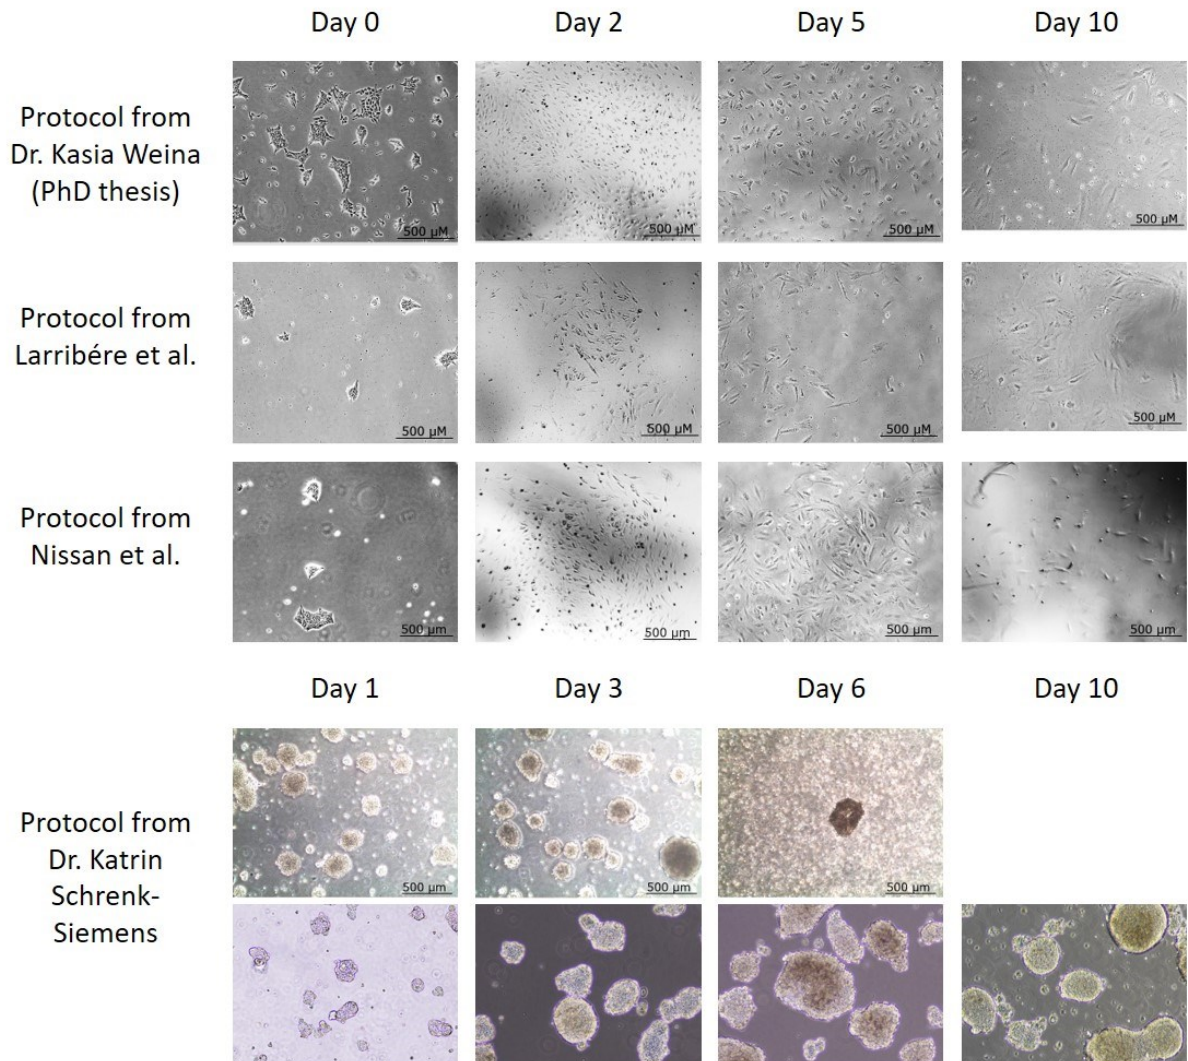 Day 0 Day 2 Day 5 Day 10
Protocol from
Dr. Kasia Weina
(PhD thesis)
500 µM 500 µM 500 µM 500 µM
Protocol from
Larribére et al.
500 µM 500 µM 500 µM 500 µM
Protocol from
Nissan et al.
500 µm 500 µm 500 µm 500 µm
Day 1 Day 3 Day 6 Day 10
Protocol from
Dr. Katrin
Schrenk-
Siemens
500 µm 500 µm 500 µm